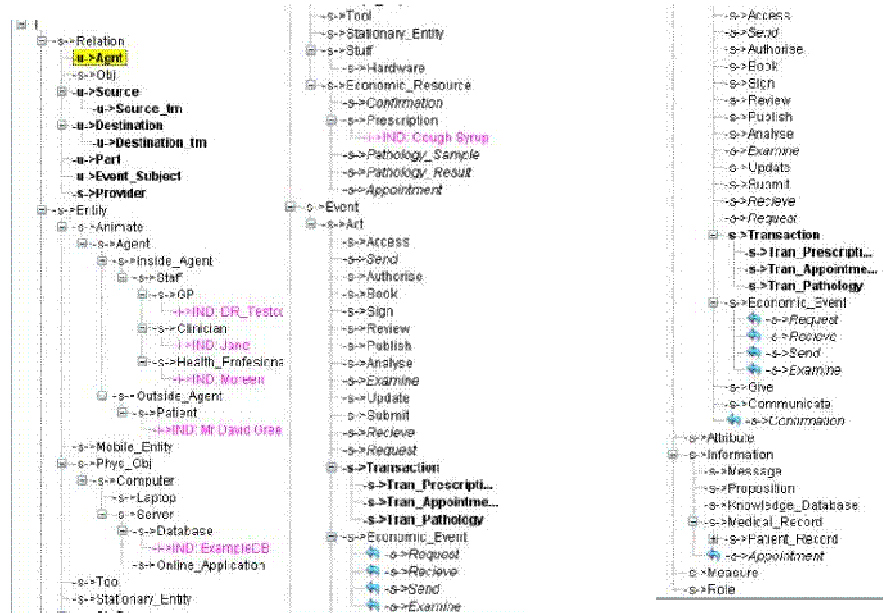 s->Relation
u->Agnt
s->Obj
u->Source
u->Source_tm
u->Destination
u->Destination_tm
u->Part
u->Event_Subject
s->Provider
s->Entity
s->Animate
s->Agent
s->Inside_Agent
s->Staff
s->GP
i->IND: DR_Testc
s->Clinician
i->IND: Jane
s->Health_Profesiona
i->IND:
s->Outside_Agent
s->Patient
i->IND: Mr David Gree
s->Mobile_Entity
s->Phys_Obj
s->Computer
s->Laptop
s->Server
s->Database
i->IND: ExampleDB
s->Online_Application
s->Tool
s->Stationary_Entity
s->Tool
s->Stationary_Entity
s->Stuff
s->Hardware
s->Economic_Resource
s->Confirmation
s->Prescription
i->IND: Cough Syrup
s->Pathology_Sample
s->Pathology_Result
s->Appointment
s->Event
s->Act
s->Access
s->Send
s->Authorise
s->Book
s->Sign
s->Review
s->Publish
s->Analyse
s->Examine
s->Update
s->Submit
s->Recieve
s->Request
s->Transaction
s->Tran_Prescripti...
s->Tran_Appointme...
s->Tran_Pathology
s->Economic_Event
s->Request
s->Recieve
s->Send
s->Examine
s->Access
s->Send
s->Authorise
s->Book
s->Sign
s->Review
s->Publish
s->Analyse
s->Examine
s->Update
s->Submit
s->Recieve
s->Request
s->Transaction
s->Tran_Prescripti...
s->Tran_Appointme...
s->Tran_Pathology
s->Economic_Event
s->Request
s->Recieve
s->Send
s->Examine
s->Give
s->Communicate
s->Confirmation
s->Attribute
s->Information
s->Message
s->Proposition
s->Knowledge_Database
s->Medical_Record
s->Patient_Record
s->Appointment
s->Measure
s->Role